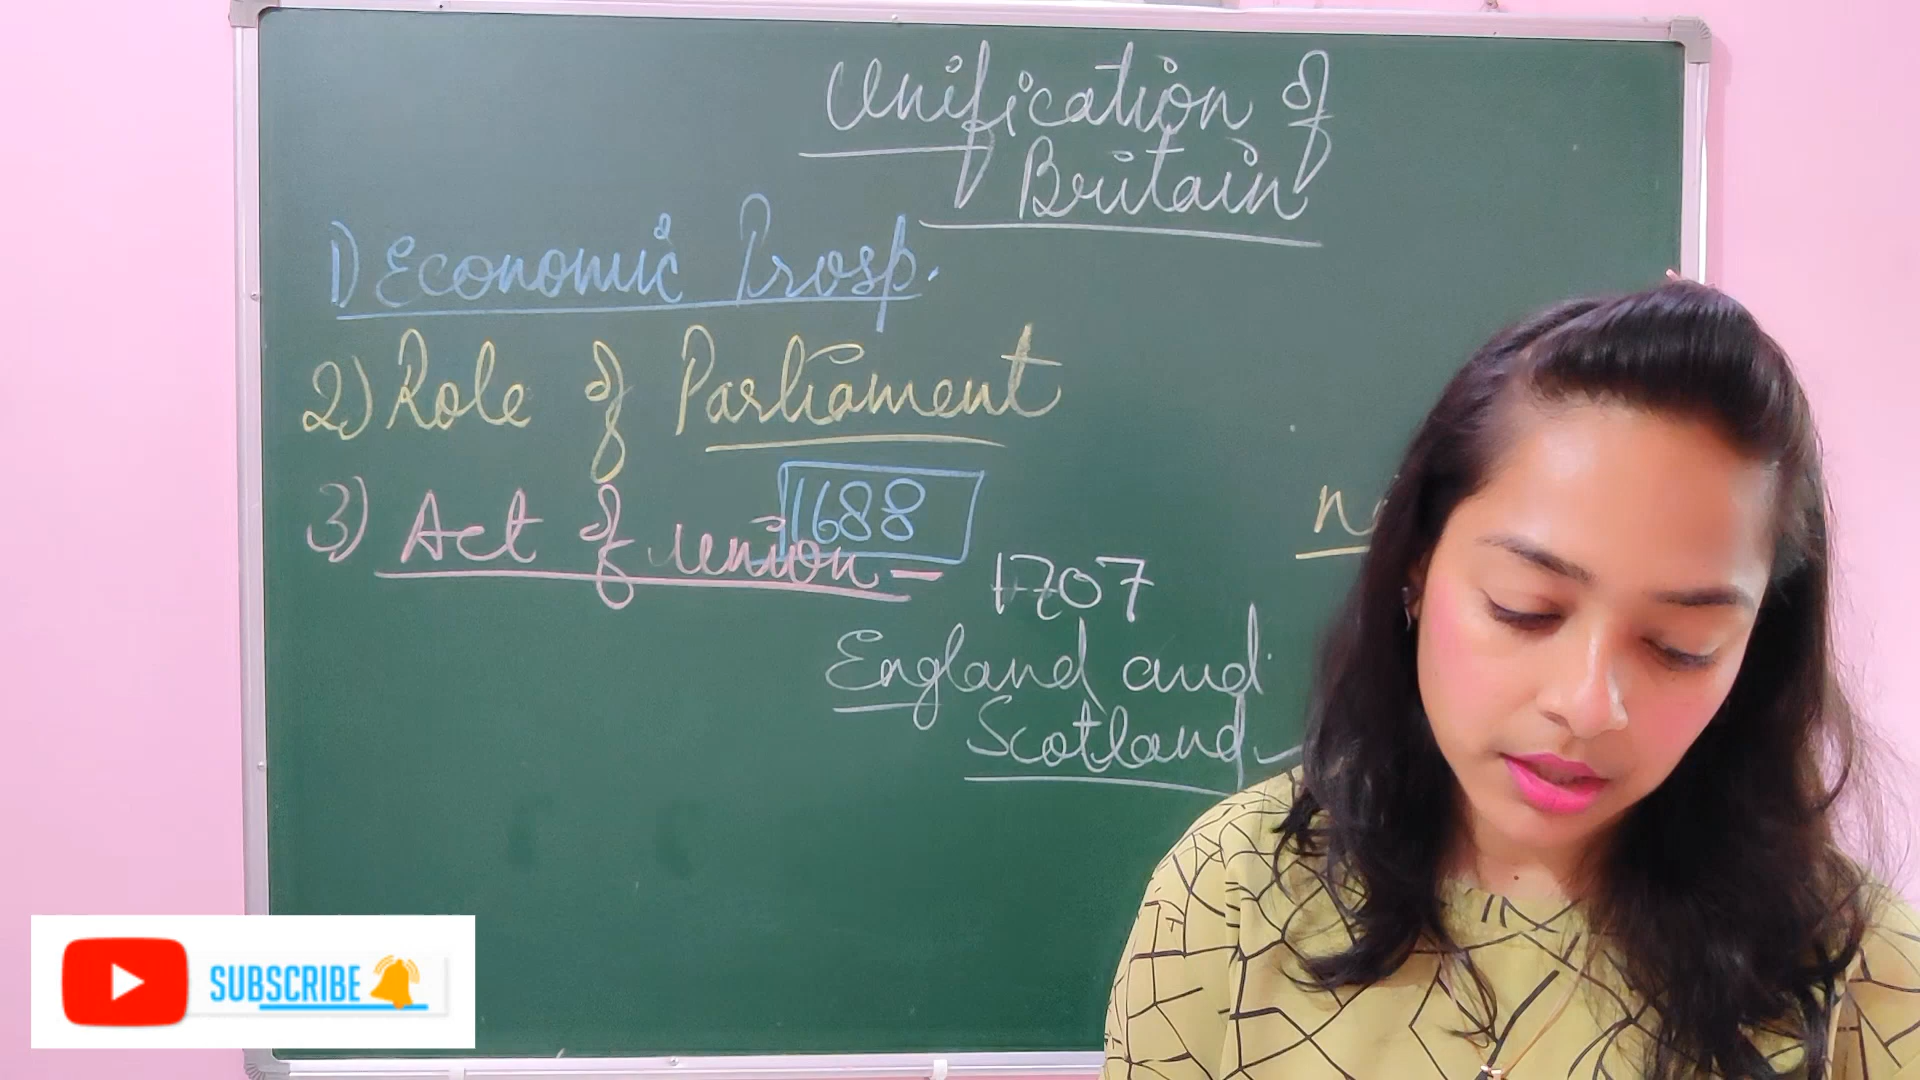 Unification of
Britain
1) Economic Prosp.
2) Role of Parliament
1688
3) Act of Union –
1707
England and
Scotland
SUBSCRIBE